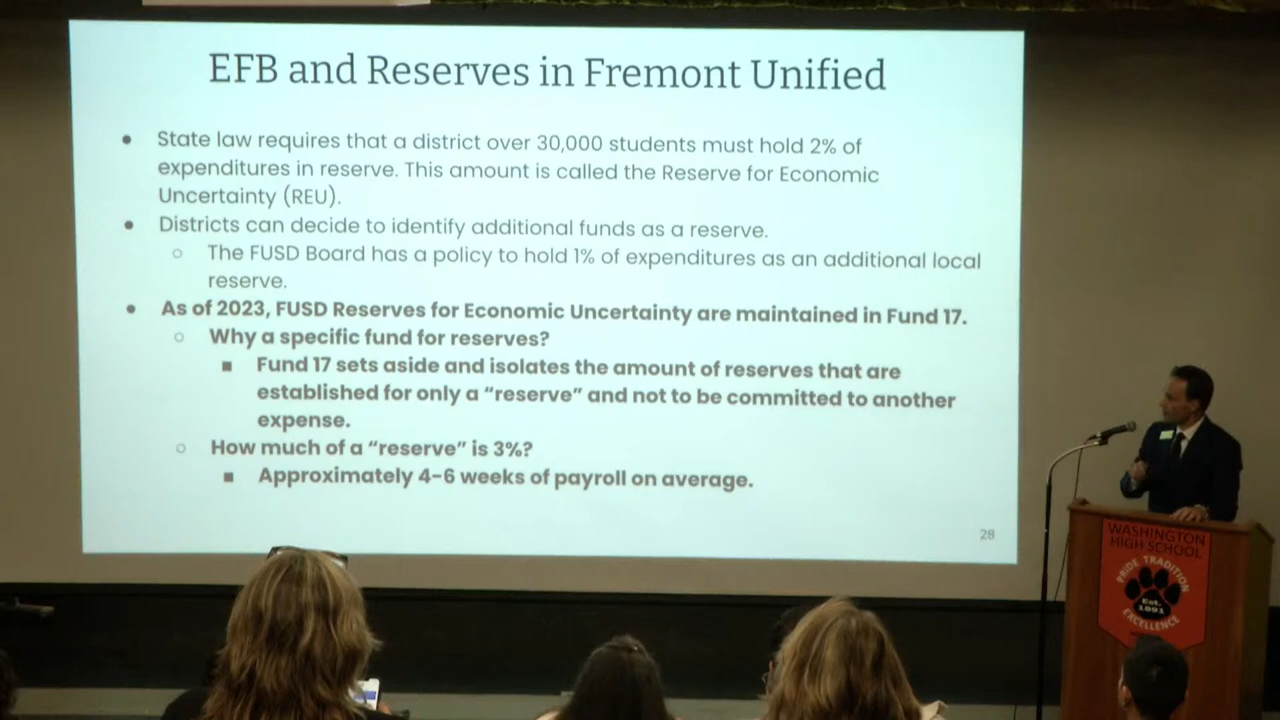 EFB and Reserves in Fremont Unified
● State law requires that a district over 30,000 students must hold 2% of
expenditures in reserve. This amount is called the Reserve for Economic
Uncertainty (REU).
● Districts can decide to identify additional funds as a reserve.
○ The FUSD Board has a policy to hold 1% of expenditures as an additional local
reserve.
● As of 2023, FUSD Reserves for Economic Uncertainty are maintained in Fund 17.
○ Why a specific fund for reserves?
■ Fund 17 sets aside and isolates the amount of reserves that are
established for only a “reserve” and not to be committed to another
expense.
○ How much of a “reserve” is 3%?
■ Approximately 4-6 weeks of payroll on average.
28
WASHINGTON
HIGH SCHOOL
PRIDE TRADITION
Est.
1891
EXCELLENCE